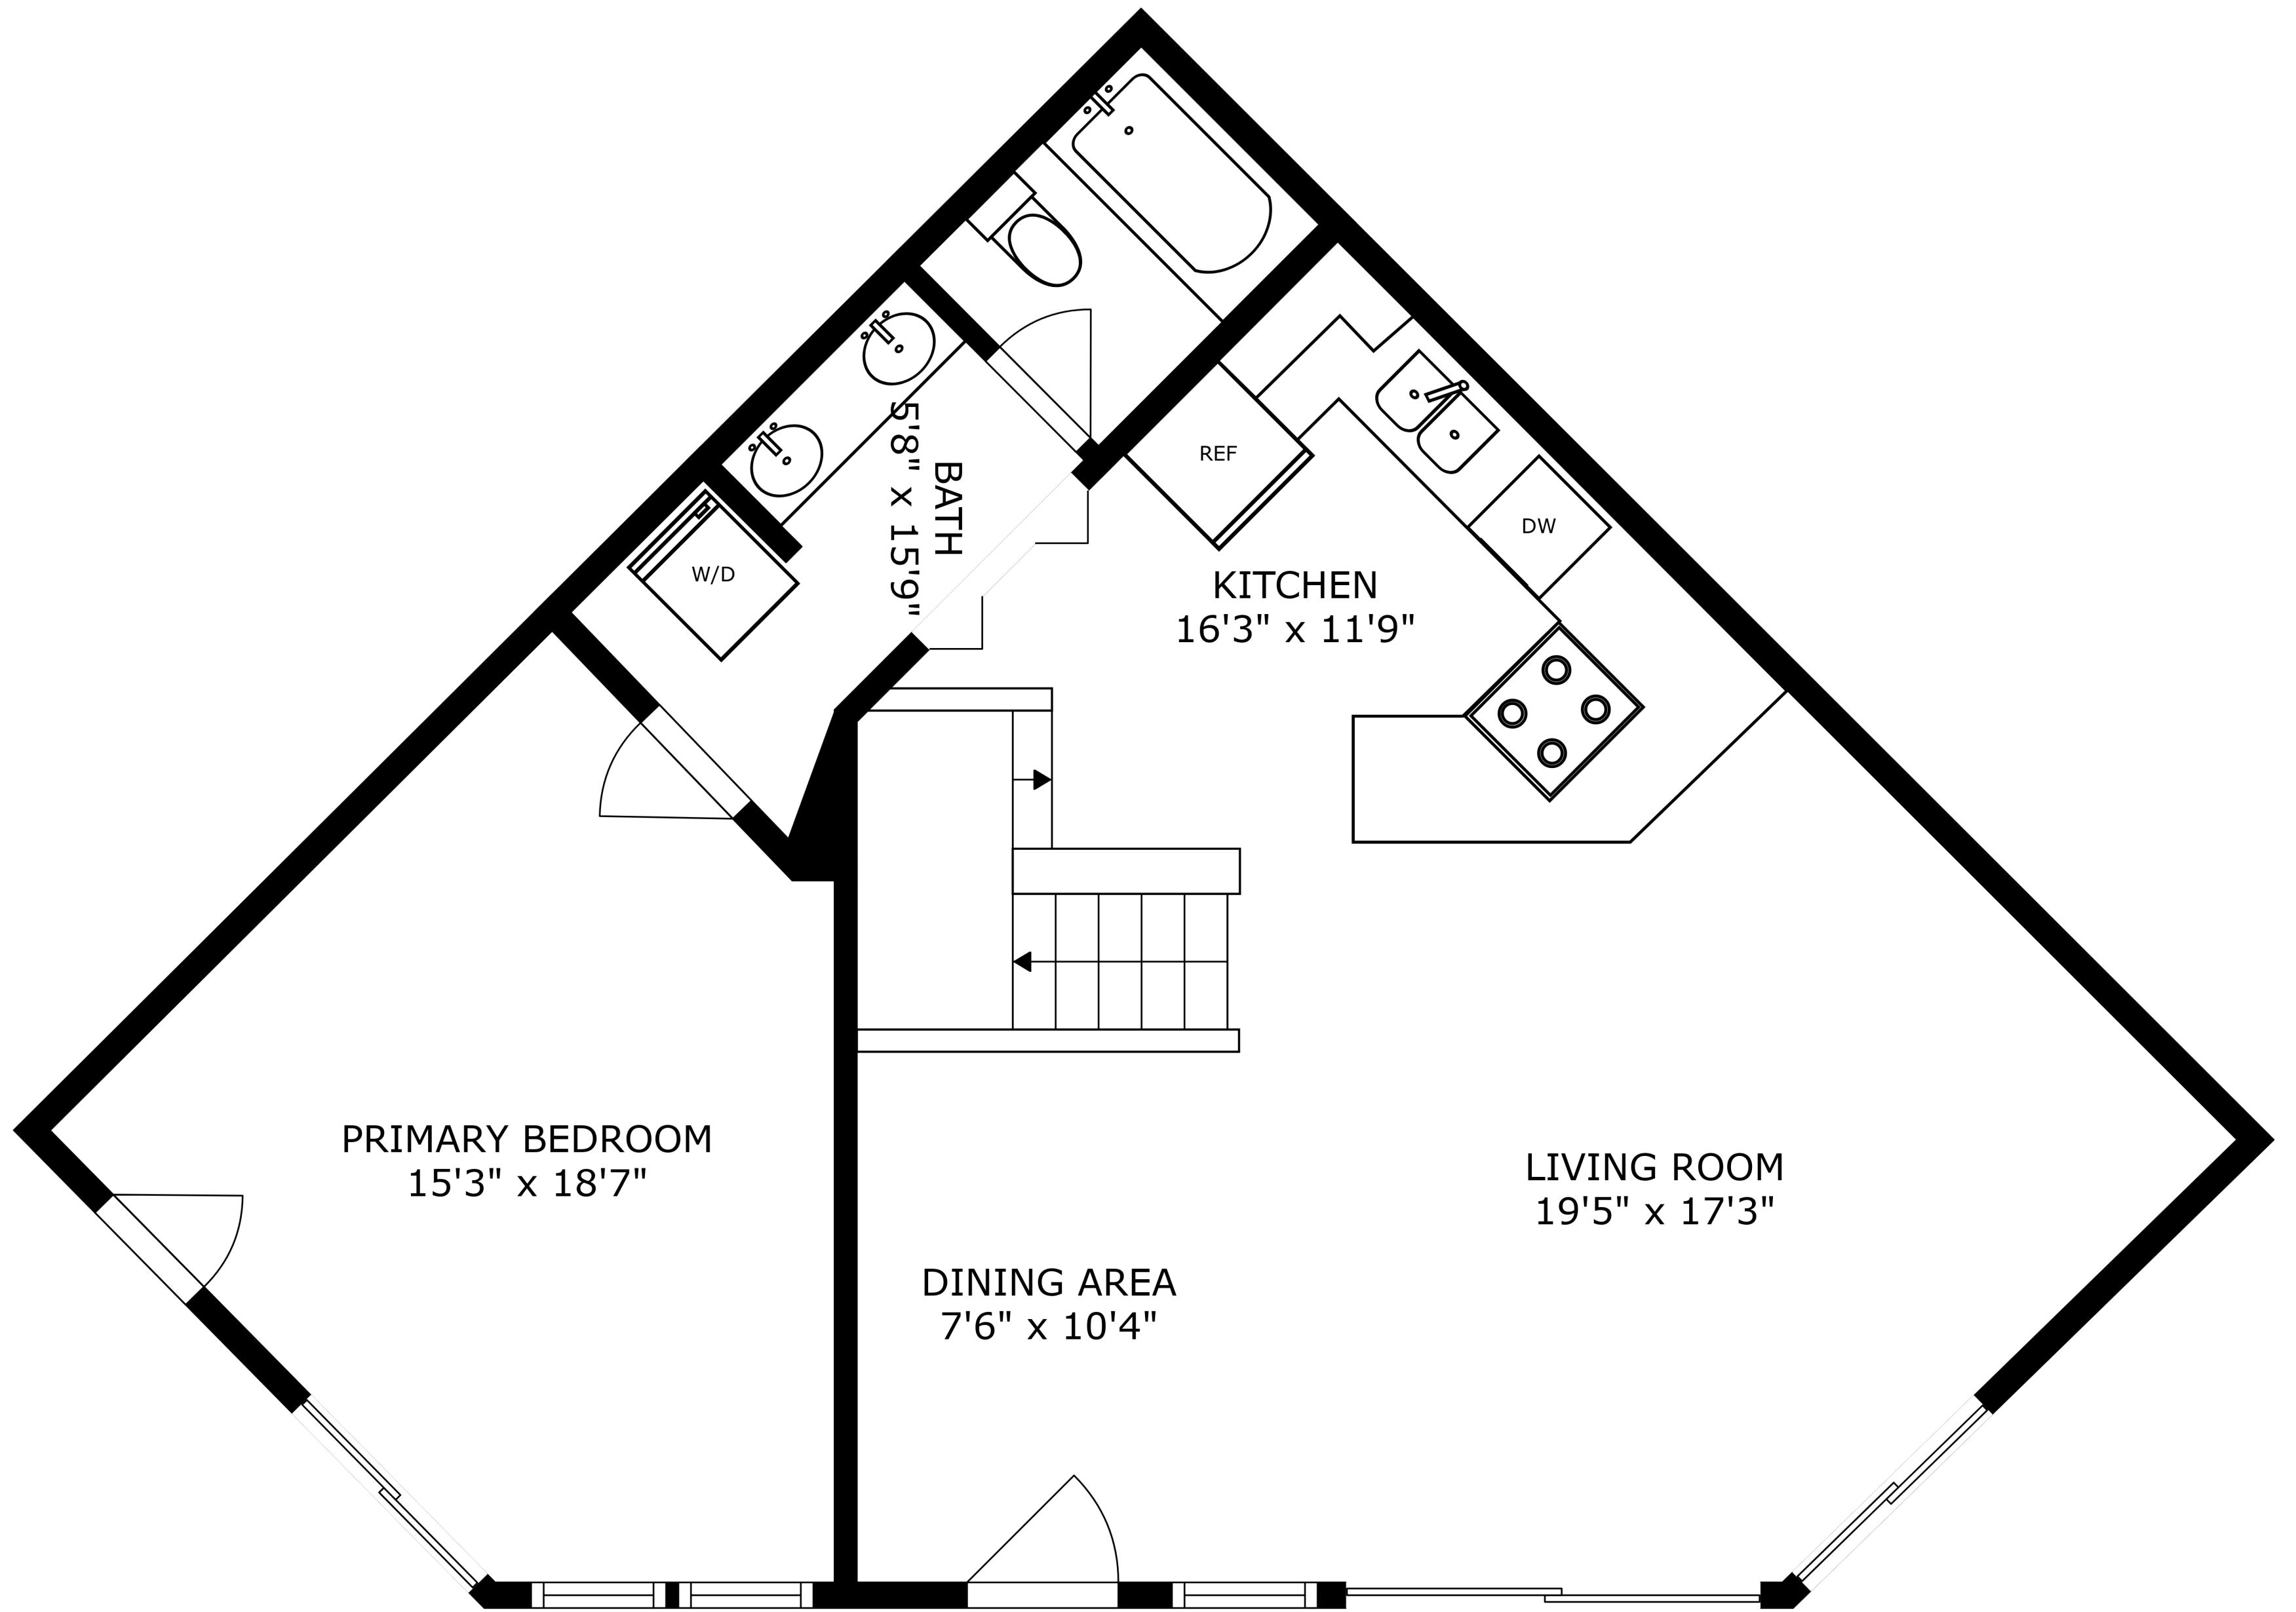 BATH
5'8" x 15'9"
REF
DW
W/D
KITCHEN
16'3" x 11'9"
PRIMARY BEDROOM
15'3" x 18'7"
LIVING ROOM
19'5" x 17'3"
DINING AREA
7'6" x 10'4"